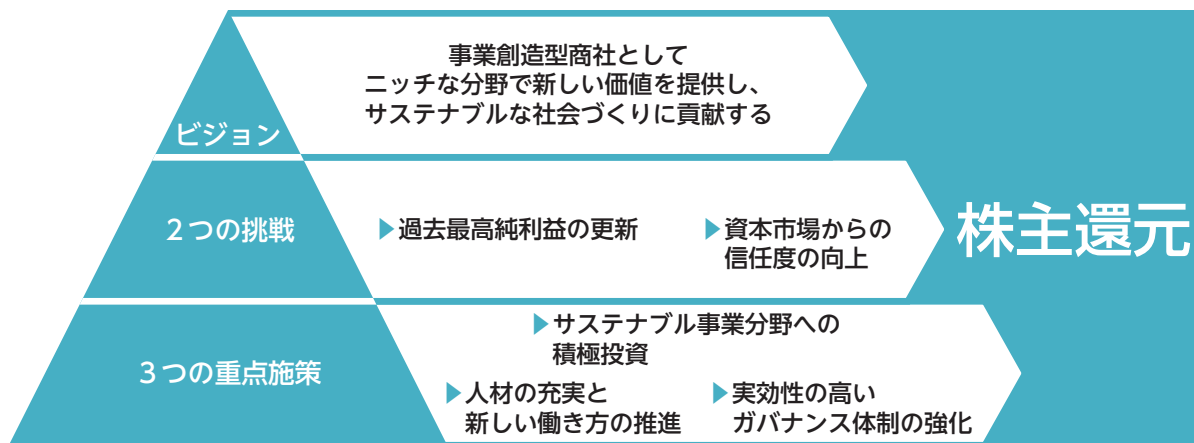 事業創造型商社として
ニッチな分野で新しい価値を提供し、
サステナブルな社会づくりに貢献する
ビジョン
2つの挑戦
▶過去最高純利益の更新
▶資本市場からの
信任度の向上
株主還元
3つの重点施策
▶サステナブル事業分野への
積極投資
▶人材の充実と
新しい働き方の推進
▶実効性の高い
ガバナンス体制の強化